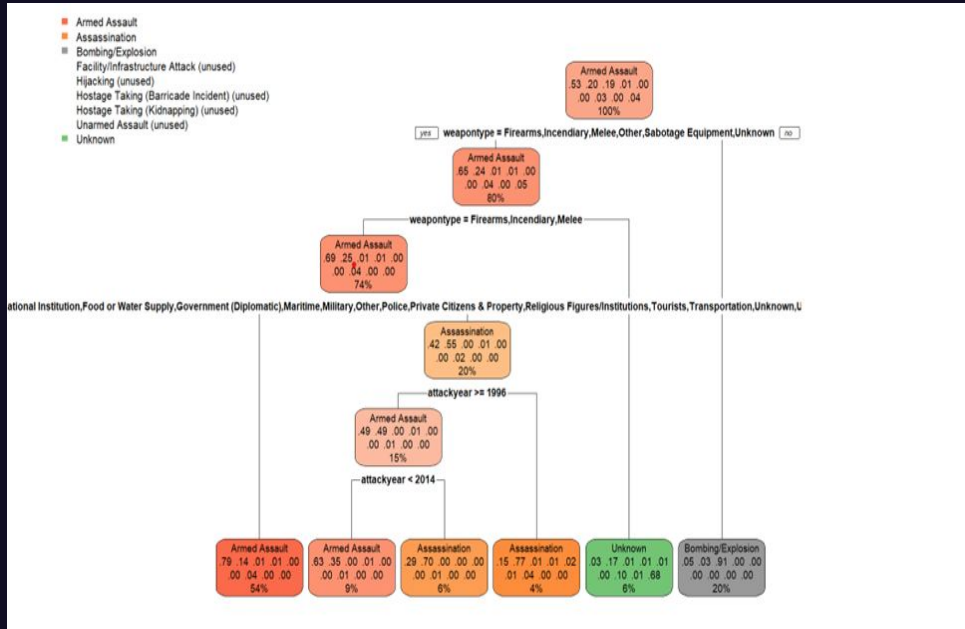 Armed Assault
Assassination
Bombing/Explosion
Facility/Infrastructure Attack (unused)
Hijacking (unused)
Hostage Taking (Barricade Incident) (unused)
Hostage Taking (Kidnapping) (unused)
Unarmed Assault (unused)
Unknown
Armed Assault
.53 .20 .19 .01 .00
.00 .03 .00 .04
100%
yes weapontype = Firearms,Incendiary,Melee,Other,Sabotage Equipment,Unknown no
Armed Assault
.65 .24 .01 .01 .00
.00 .04 .00 .05
80%
weapontype = Firearms,Incendiary,Melee
Armed Assault
.69 .25 .01 .01 .00
.00 .04 .00 .00
74%
ational Institution,Food or Water Supply,Government (Diplomatic),Maritime,Military,Other,Police,Private Citizens & Property,Religious Figures/Institutions,Tourists,Transportation,Unknown,U
Assassination
.42 .55 .00 .01 .00
.00 .02 .00 .00
20%
attackyear >= 1996
Armed Assault
.49 .49 .00 .01 .00
.00 .01 .00 .00
15%
attackyear < 2014
Armed Assault
.79 .14 .01 .01 .00
.00 .04 .00 .00
54%
Armed Assault
.63 .35 .00 .01 .00
.00 .01 .00 .00
9%
Assassination
.29 .70 .00 .00 .00
.00 .01 .00 .00
6%
Assassination
.15 .77 .01 .01 .02
.01 .04 .00 .00
4%
Unknown
.03 .17 .01 .01 .01
.00 .10 .01 .68
6%
Bombing/Explosion
.05 .03 .91 .00 .00
.00 .00 .00 .00
20%